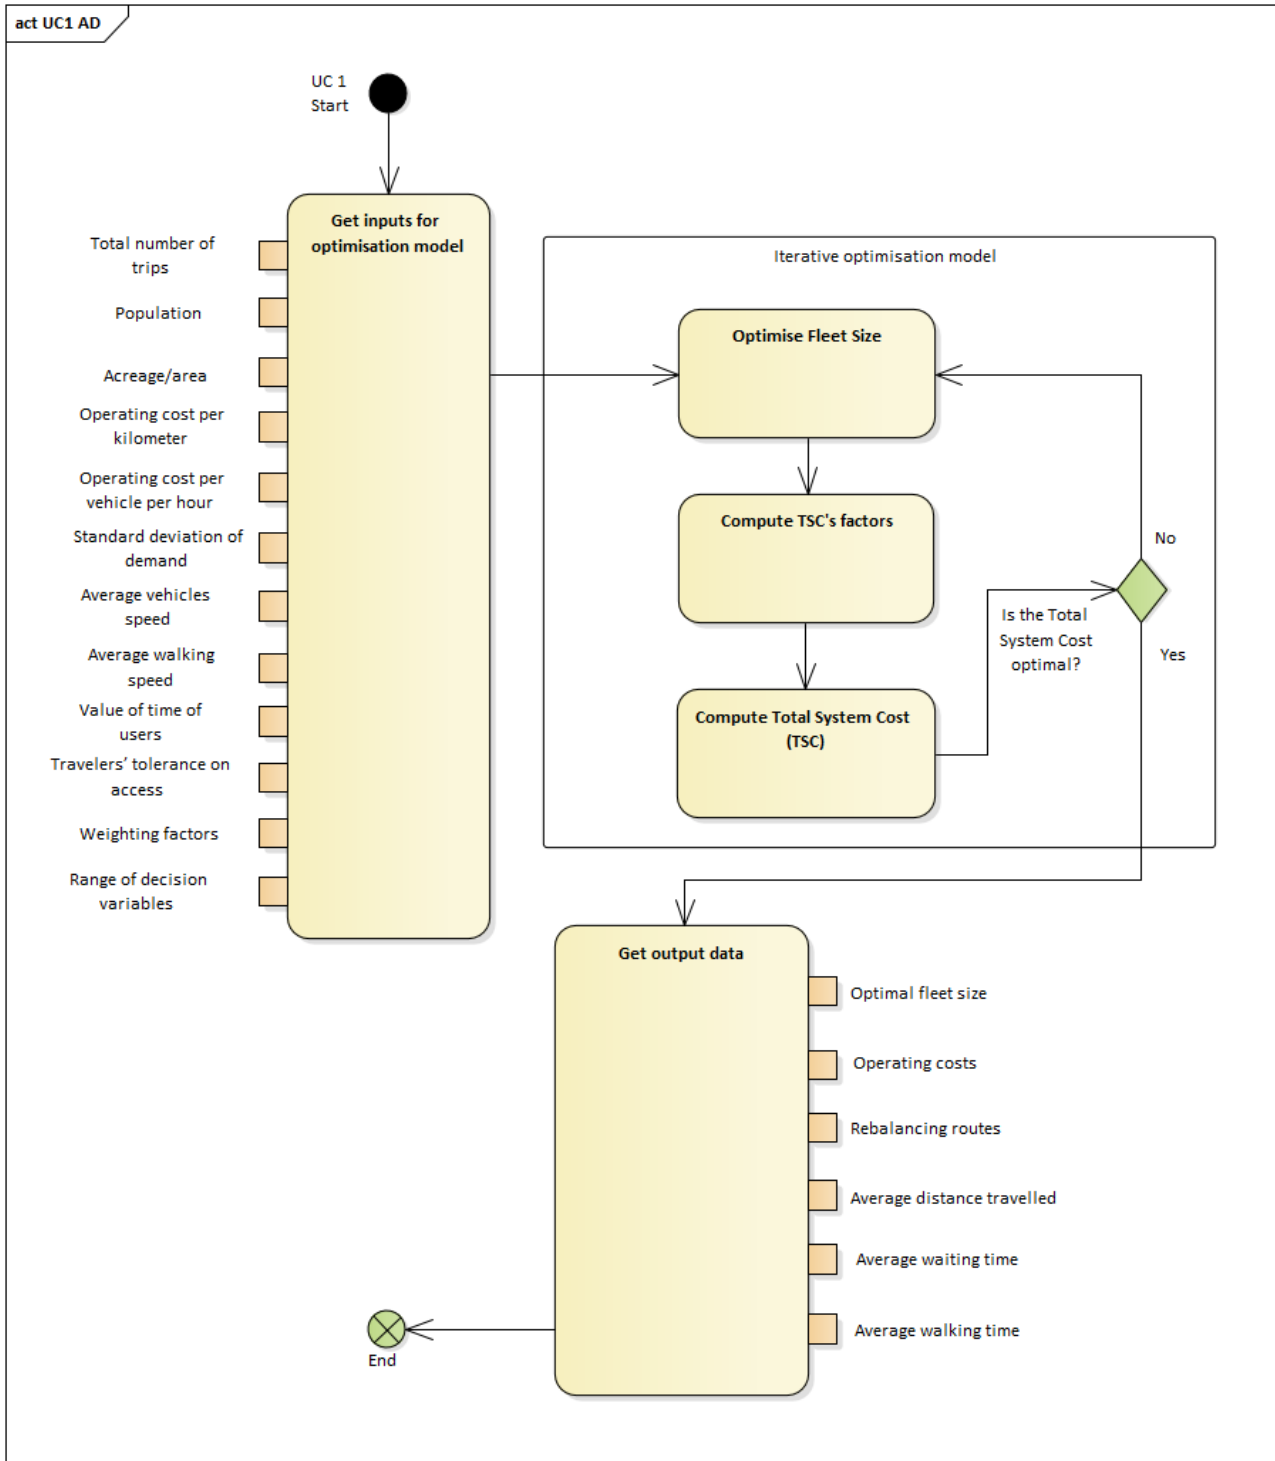 act UC1 AD
UC 1
Start
Get inputs for
optimisation model
Total number of
trips
Population
Acreage/area
Operating cost per
kilometer
Operating cost per
vehicle per hour
Standard deviation of
demand
Average vehicles
speed
Average walking
speed
Value of time of
users
Travelers’ tolerance on
access
Weighting factors
Range of decision
variables
Iterative optimisation model
Optimise Fleet Size
Compute TSC's factors
Compute Total System Cost
(TSC)
Is the Total
System Cost
optimal?
No
Yes
Get output data
Optimal fleet size
Operating costs
Rebalancing routes
Average distance travelled
Average waiting time
Average walking time
End